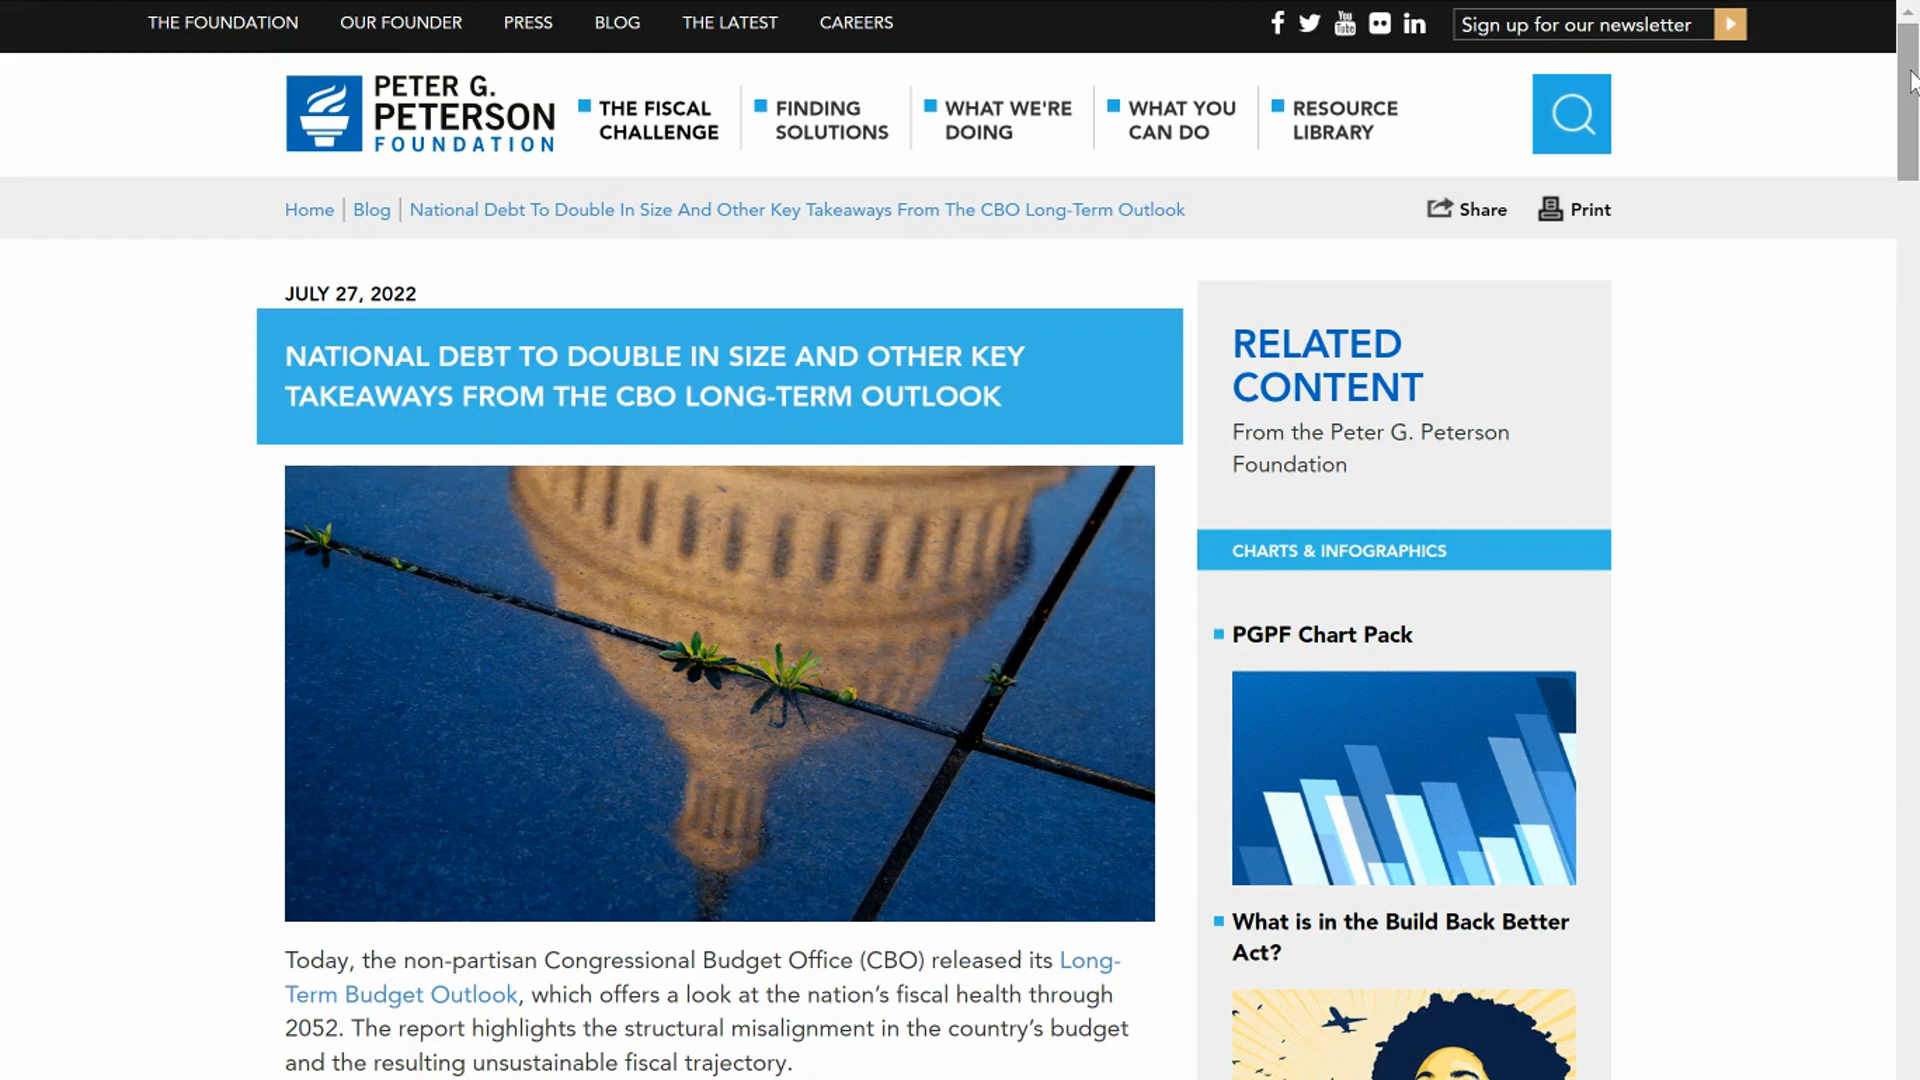 THE FOUNDATION OUR FOUNDER PRESS BLOG THE LATEST CAREERS
You
Tube
in
Sign up for our newsletter
PETER G.
PETERSON
FOUNDATION
THE FISCAL
CHALLENGE
FINDING
SOLUTIONS
WHAT WE'RE
DOING
WHAT YOU
CAN DO
RESOURCE
LIBRARY
Home Blog National Debt To Double In Size And Other Key Takeaways From The CBO Long-Term Outlook
Share Print
JULY 27, 2022
NATIONAL DEBT TO DOUBLE IN SIZE AND OTHER KEY
TAKEAWAYS FROM THE CBO LONG-TERM OUTLOOK
Today, the non-partisan Congressional Budget Office (CBO) released its Long-
Term Budget Outlook, which offers a look at the nation’s fiscal health through
2052. The report highlights the structural misalignment in the country’s budget
and the resulting unsustainable fiscal trajectory.
RELATED
CONTENT
From the Peter G. Peterson
Foundation
CHARTS & INFOGRAPHICS
PGPF Chart Pack
What is in the Build Back Better
Act?